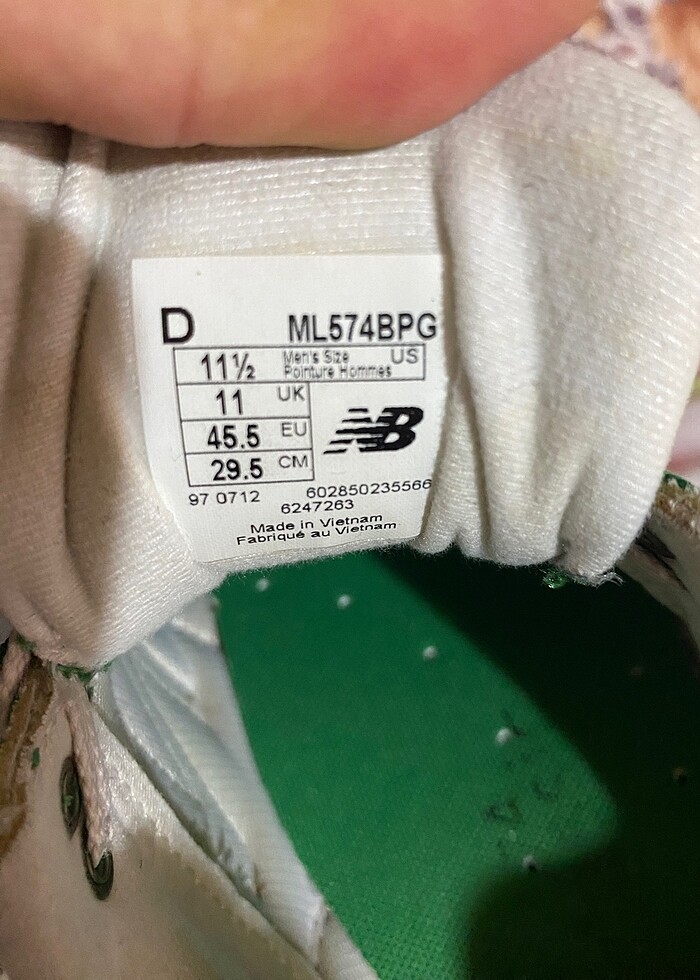 D ML574BPG
11½ Men's Size US
Pointure Hommes
11 UK
45.5 EU
NB
29.5 CM
97 0712 602850235566
6247263
Made in Vietnam
Fabriqué au Vietnam